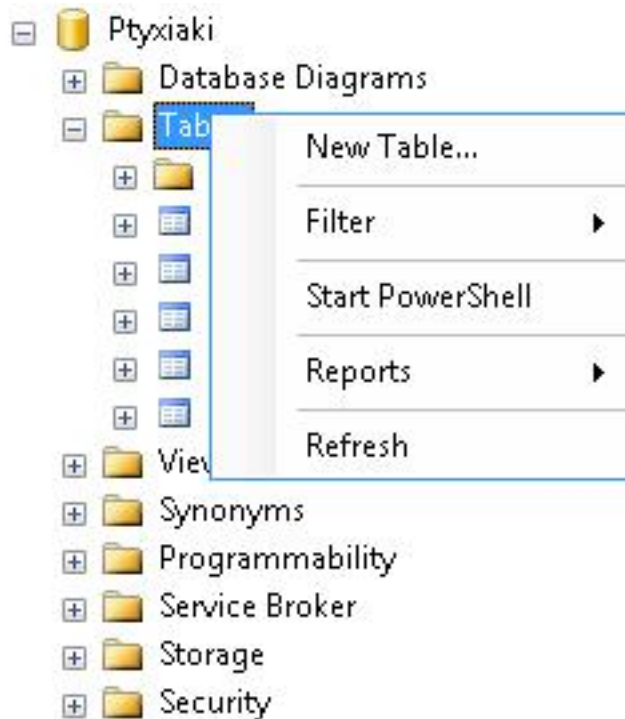 Ptyxiaki
Database Diagrams
Tab
New Table...
Filter
Start PowerShell
Reports
Refresh
Synonyms
Programmability
Service Broker
Storage
Security